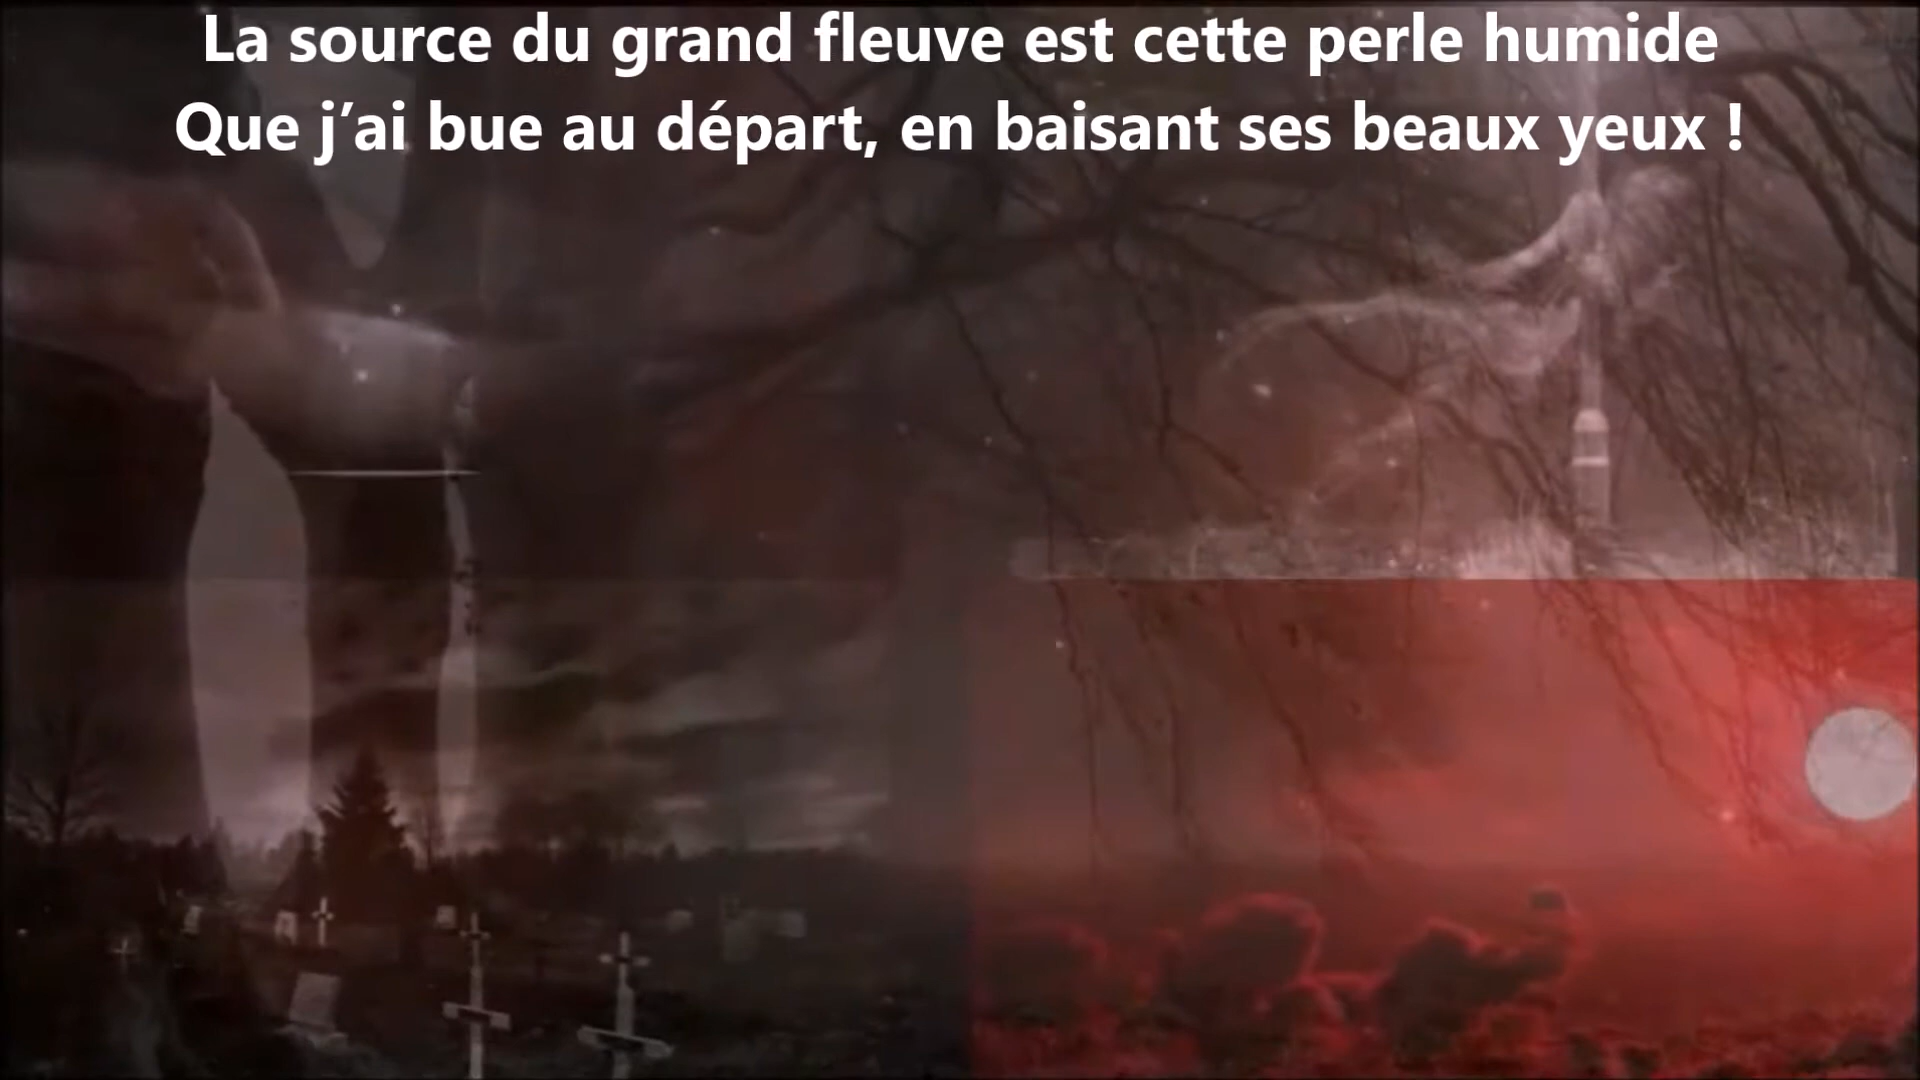 La source du grand fleuve est cette perle humide
Que j’ai bue au départ, en baisant ses beaux yeux !